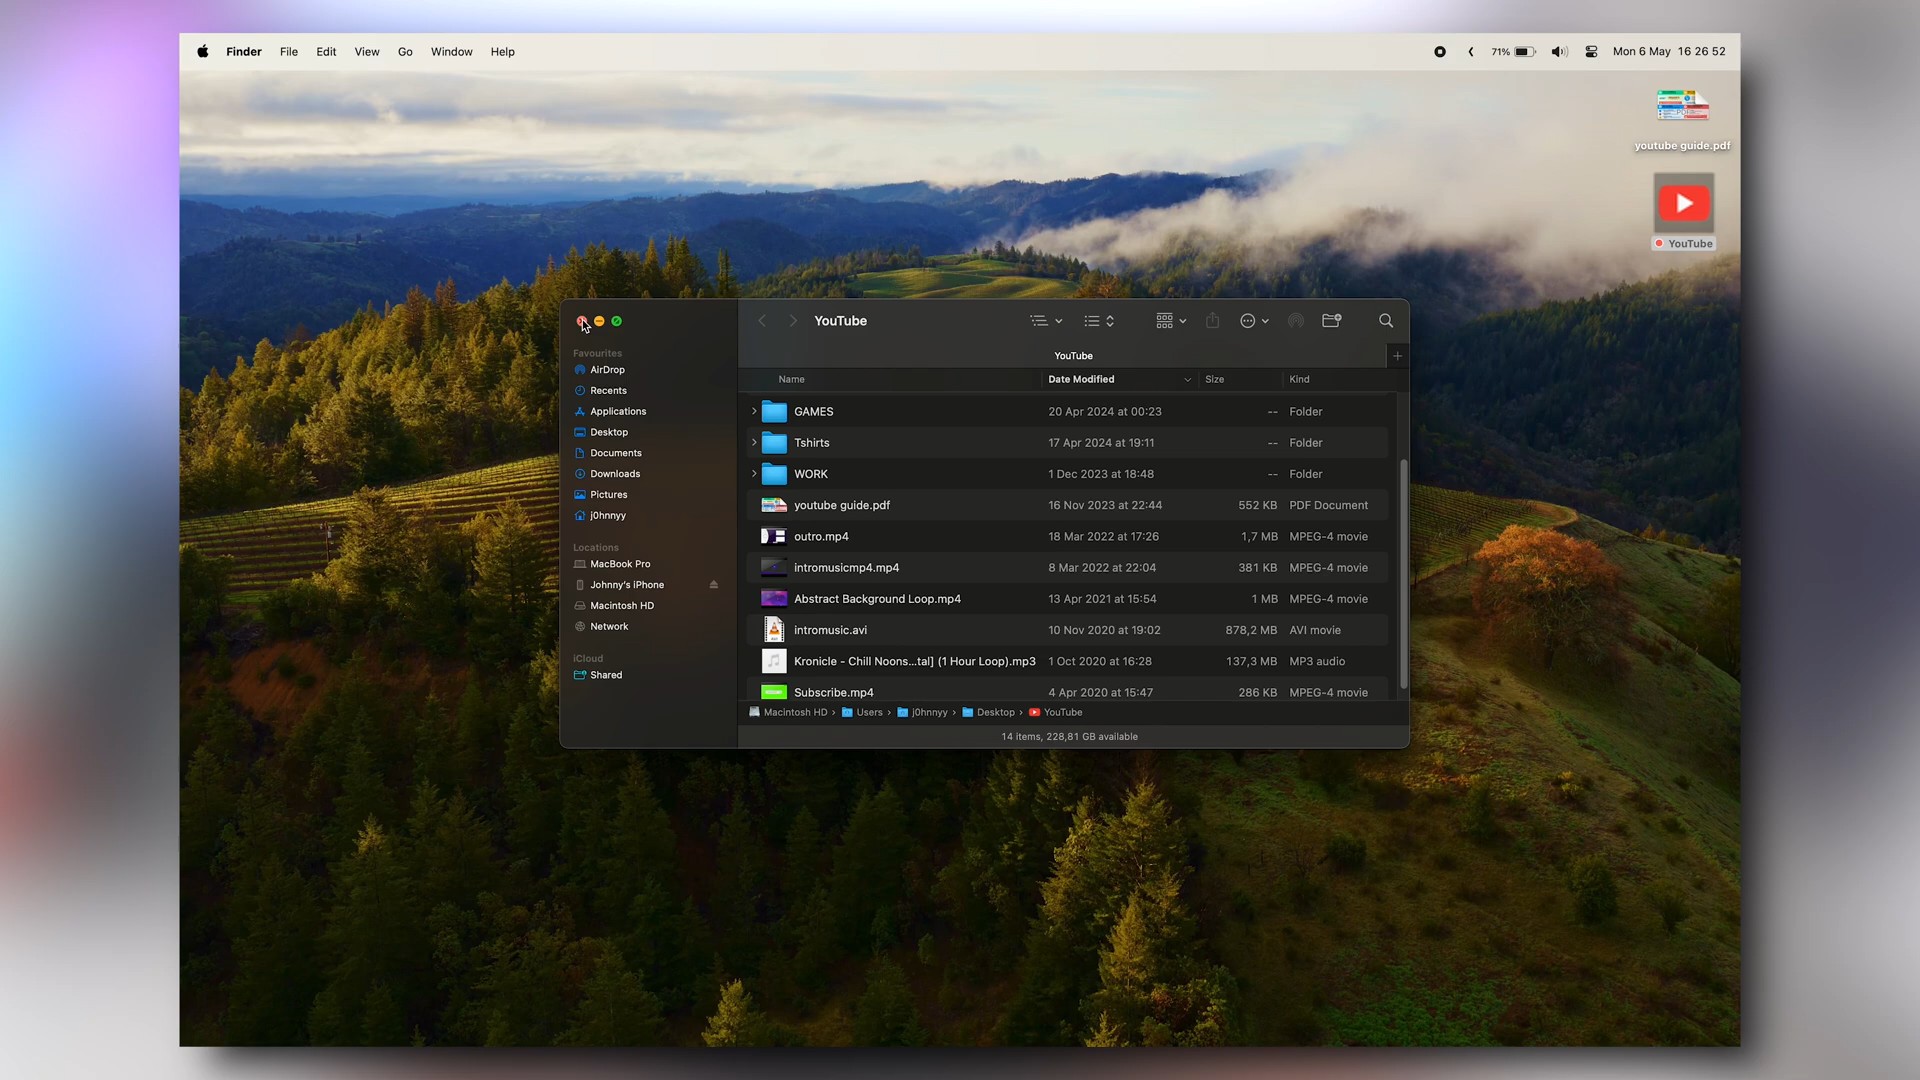 Finder File Edit View Go Window Help 71% Mon 6 May 16 26 52
youtube guide.pdf
YouTube
YouTube
Favourites
AirDrop
Recents
Applications
Desktop
Documents
Downloads
Pictures
j0hnnyy
Locations
MacBook Pro
Johnny's iPhone
Macintosh HD
Network
iCloud
Shared
YouTube
Name Date Modified Size Kind
GAMES 20 Apr 2024 at 00:23 -- Folder
Tshirts 17 Apr 2024 at 19:11 -- Folder
WORK 1 Dec 2023 at 18:48 -- Folder
youtube guide.pdf 16 Nov 2023 at 22:44 552 KB PDF Document
outro.mp4 18 Mar 2022 at 17:26 1,7 MB MPEG-4 movie
intromusicmp4.mp4 8 Mar 2022 at 22:04 381 KB MPEG-4 movie
Abstract Background Loop.mp4 13 Apr 2021 at 15:54 1 MB MPEG-4 movie
intromusic.avi 10 Nov 2020 at 19:02 878,2 MB AVI movie
Kronicle - Chill Noons...tal] (1 Hour Loop).mp3 1 Oct 2020 at 16:28 137,3 MB MP3 audio
Subscribe.mp4 4 Apr 2020 at 15:47 286 KB MPEG-4 movie
Macintosh HD › Users › j0hnnyy › Desktop › YouTube
14 items, 228,81 GB available